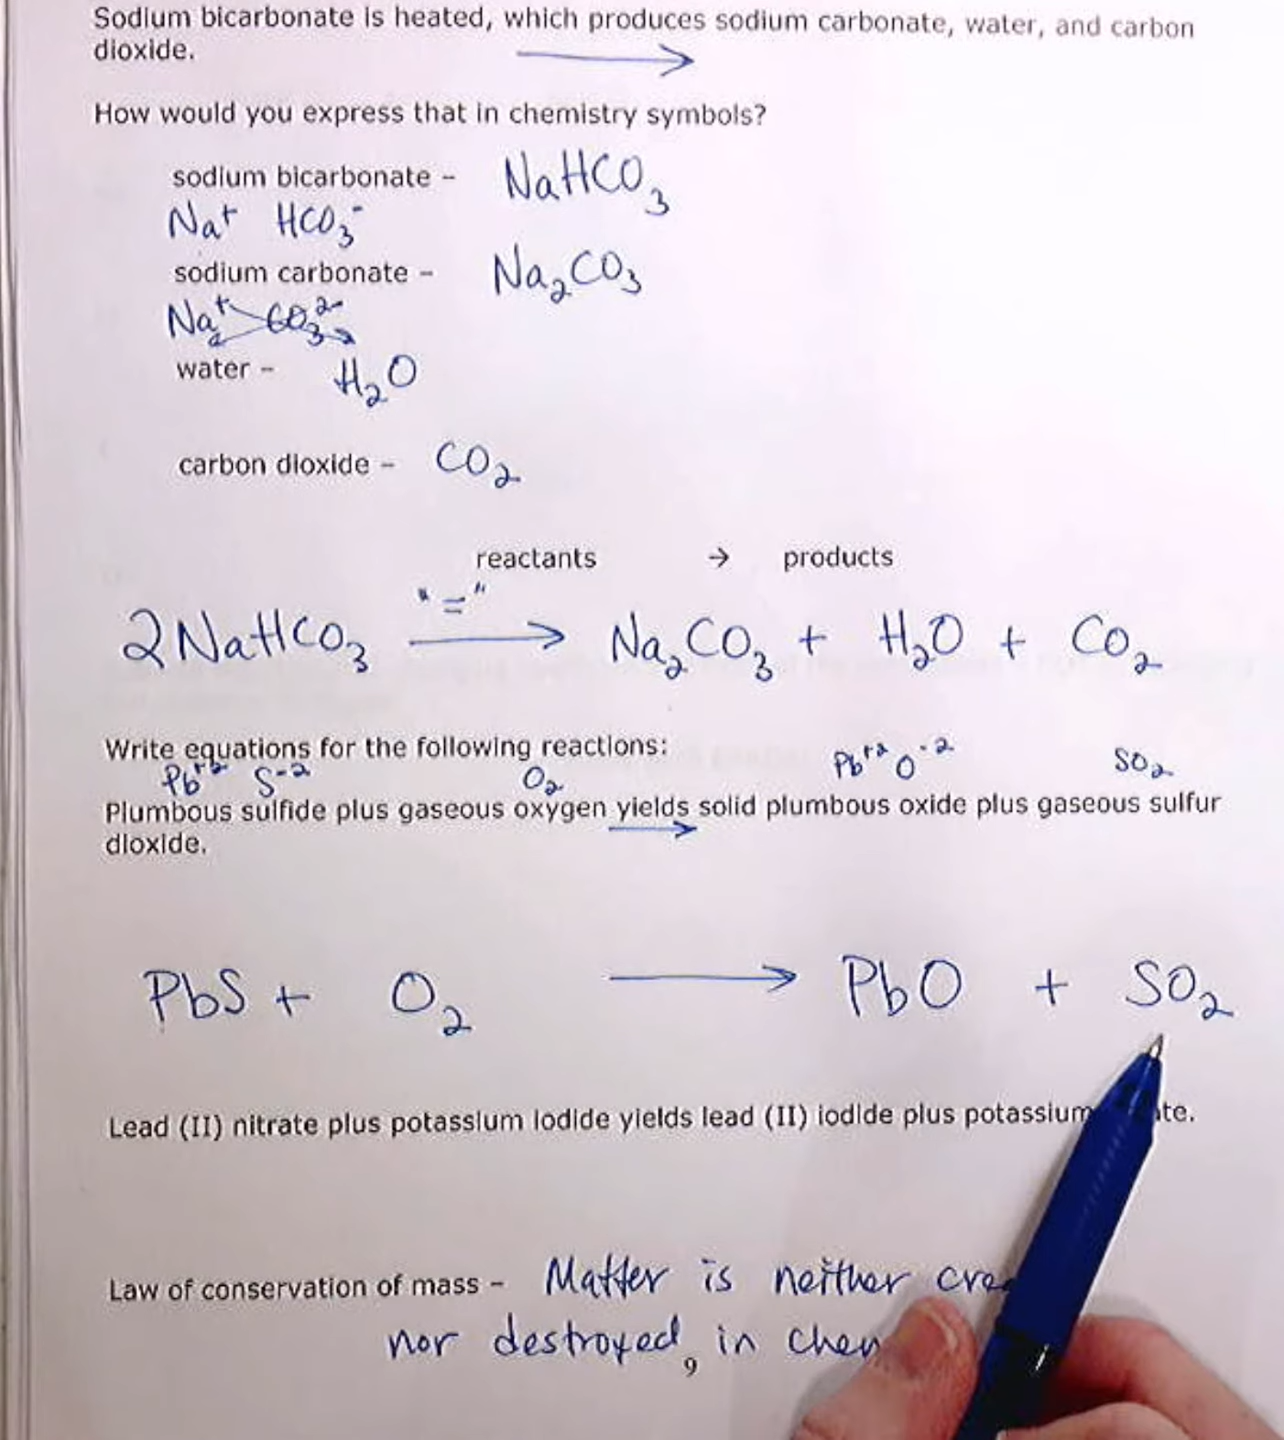 Sodium bicarbonate is heated, which produces sodium carbonate, water, and carbon
dioxide.
How would you express that in chemistry symbols?
sodium bicarbonate - NaHCO₃
Na⁺ HCO₃⁻
sodium carbonate - Na₂CO₃
Na⁺ CO₃²⁻
water - H₂O
carbon dioxide - CO₂
reactants → products
"="
2NaHCO₃ → Na₂CO₃ + H₂O + CO₂
Write equations for the following reactions:
Pb⁺² S⁻² O₂ Pb⁺² O⁻² SO₂
Plumbous sulfide plus gaseous oxygen yields solid plumbous oxide plus gaseous sulfur
dioxide.
PbS + O₂ → PbO + SO₂
Lead (II) nitrate plus potassium iodide yields lead (II) iodide plus potassium
Law of conservation of mass - Matter is neither
nor destroyed, in
9